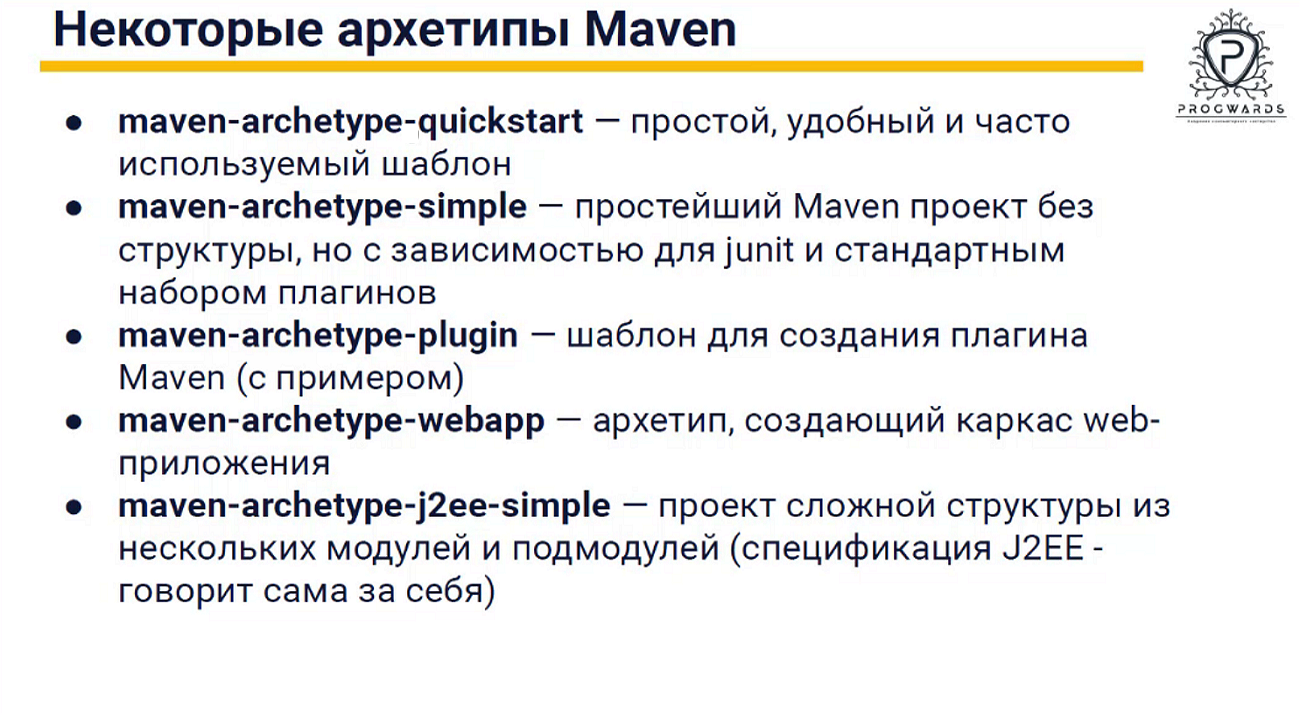 Некоторые архетипы Maven
PROGWARDS
● maven-archetype-quickstart — простой, удобный и часто
используемый шаблон
● maven-archetype-simple — простейший Maven проект без
структуры, но с зависимостью для junit и стандартным
набором плагинов
● maven-archetype-plugin — шаблон для создания плагина
Maven (с примером)
● maven-archetype-webapp — архетип, создающий каркас web-
приложения
● maven-archetype-j2ee-simple — проект сложной структуры из
нескольких модулей и подмодулей (спецификация J2EE -
говорит сама за себя)